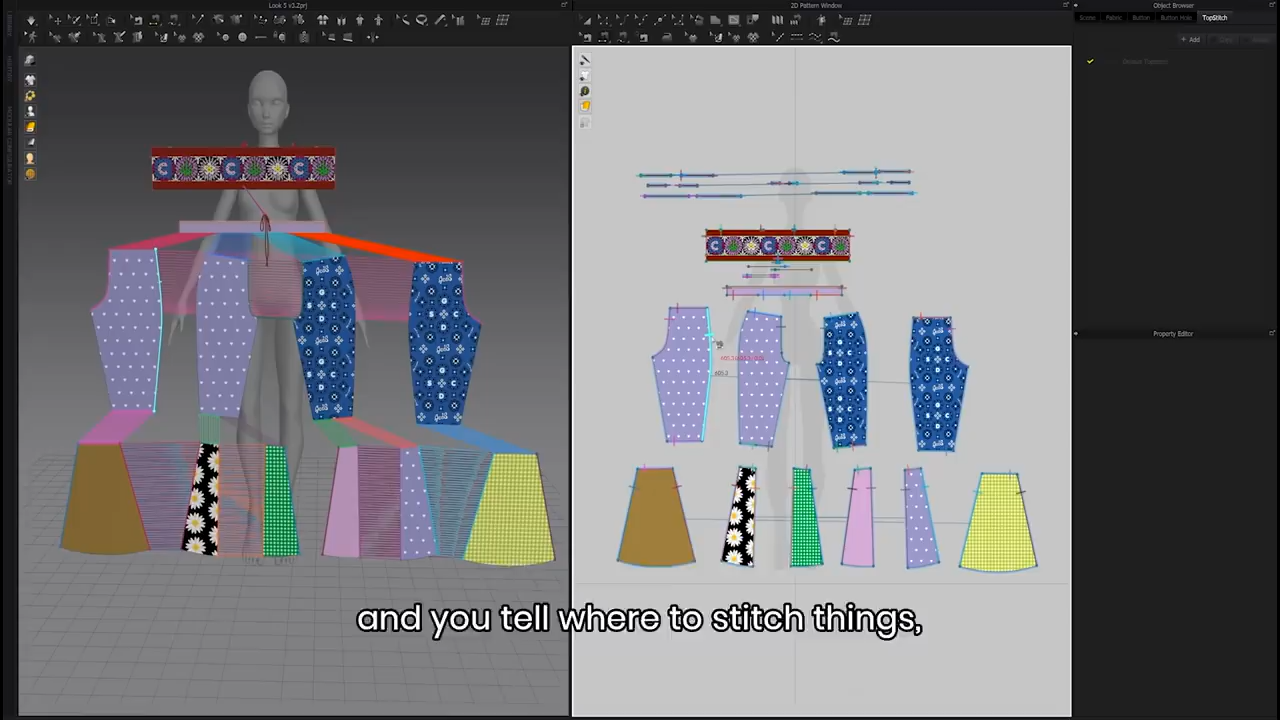 Look 5 v3.Zprj
2D Pattern Window
Object Browser
Scene Fabric Button Button Hole TopStitch
+ Add
Property Editor
and you tell where to stitch things,